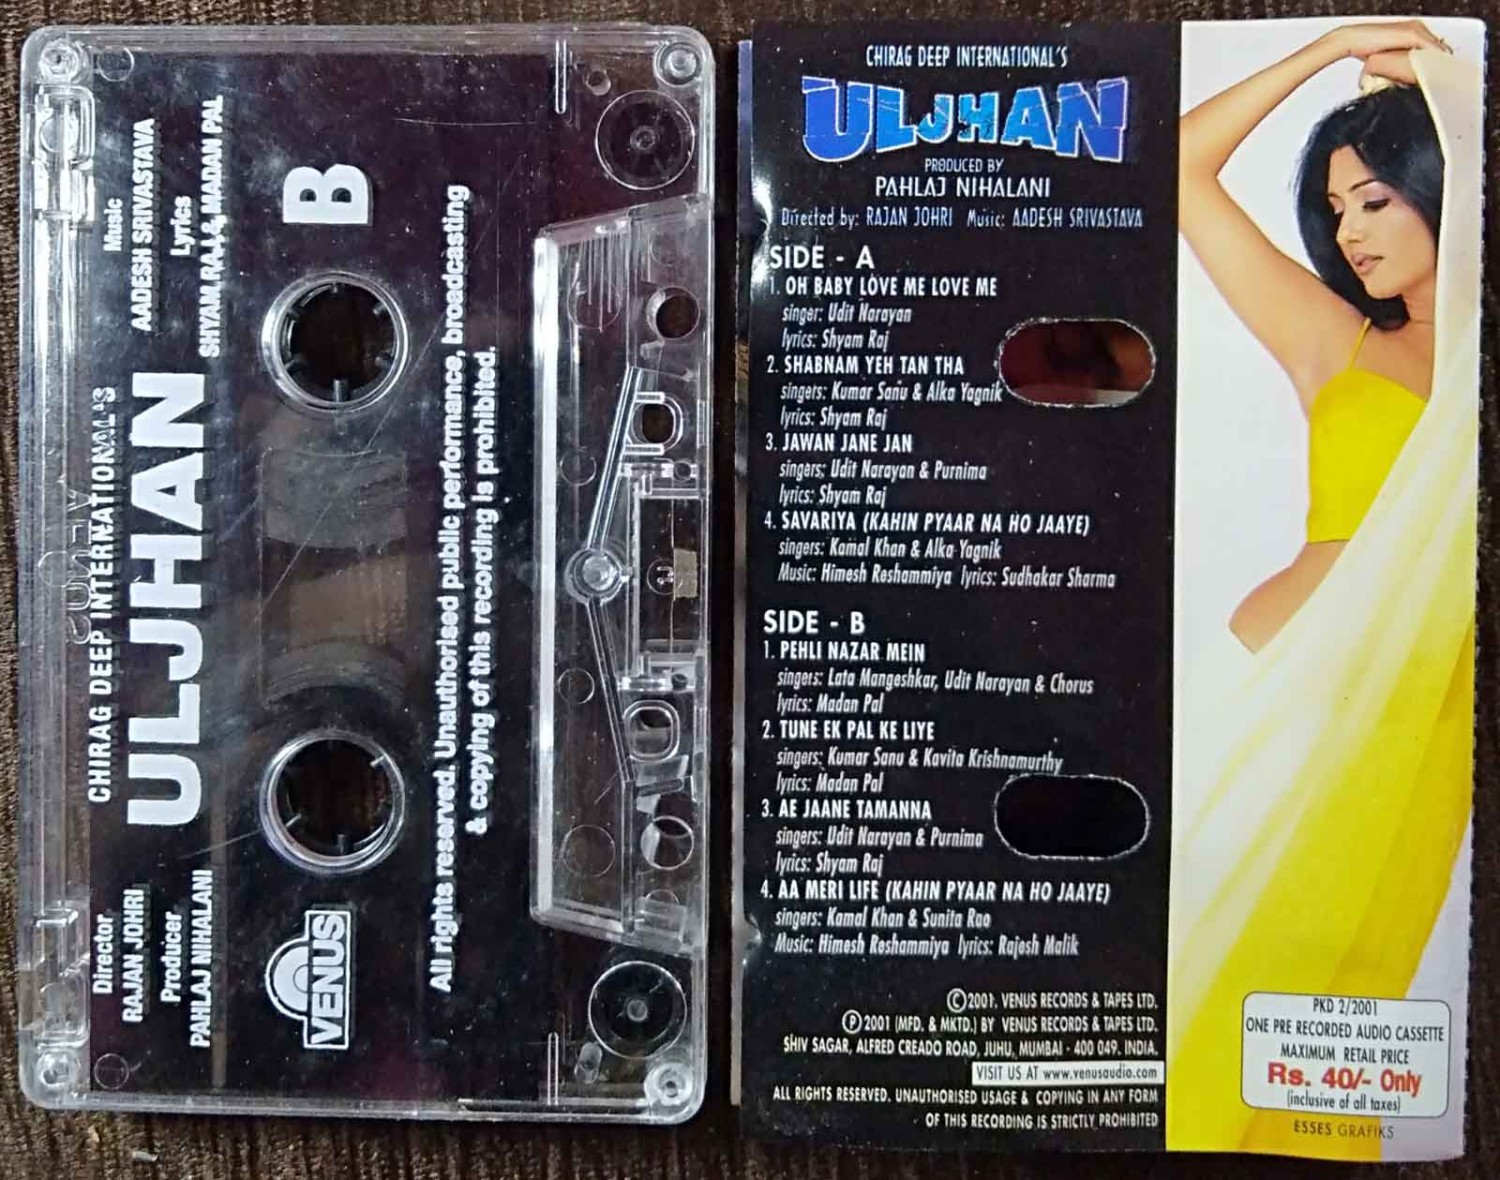 Music
AADESH SRIVASTAVA
Lyrics
SHYAM RAJ & MADAN PAL
B
CHIRAG DEEP INTERNATIONAL'S
ULJHAN
Director
RAJAN JOHRI
Producer
PAHLAJ NIHALANI
VENUS
All rights reserved. Unauthorised public performance, broadcasting
& copying of this recording is prohibited.
CHIRAG DEEP INTERNATIONAL'S
ULJHAN
PRODUCED BY
PAHLAJ NIHALANI
Directed by: RAJAN JOHRI Music: AADESH SRIVASTAVA
SIDE - A
1. OH BABY LOVE ME LOVE ME
singer: Udit Narayan
lyrics: Shyam Raj
2. SHABNAM YEH TAN THA
singers: Kumar Sanu & Alka Yagnik
lyrics: Shyam Raj
3. JAWAN JANE JAN
singers: Udit Narayan & Purnima
lyrics: Shyam Raj
4. SAVARIYA (KAHIN PYAAR NA HO JAAYE)
singers: Kamal Khan & Alka Yagnik
Music: Himesh Reshammiya lyrics: Sudhakar Sharma
SIDE - B
1. PEHLI NAZAR MEIN
singers: Lata Mangeshkar, Udit Narayan & Chorus
lyrics: Madan Pal
2. TUNE EK PAL KE LIYE
singers: Kumar Sanu & Kavita Krishnamurthy
lyrics: Madan Pal
3. AE JAANE TAMANNA
singers: Udit Narayan & Purnima
lyrics: Shyam Raj
4. AA MERI LIFE (KAHIN PYAAR NA HO JAAYE)
singers: Kamal Khan & Sunita Rao
Music: Himesh Reshammiya lyrics: Rajesh Malik
©2001. VENUS RECORDS & TAPES LTD.
℗ 2001 (MFD. & MKTD.) BY VENUS RECORDS & TAPES LTD.
SHIV SAGAR, ALFRED CREADO ROAD, JUHU, MUMBAI - 400 049. INDIA.
VISIT US AT www.venusaudio.com
ALL RIGHTS RESERVED. UNAUTHORISED USAGE & COPYING IN ANY FORM
OF THIS RECORDING IS STRICTLY PROHIBITED
PKD 2/2001
ONE PRE RECORDED AUDIO CASSETTE
MAXIMUM RETAIL PRICE
Rs. 40/- Only
(inclusive of all taxes)
ESSES GRAFIKS